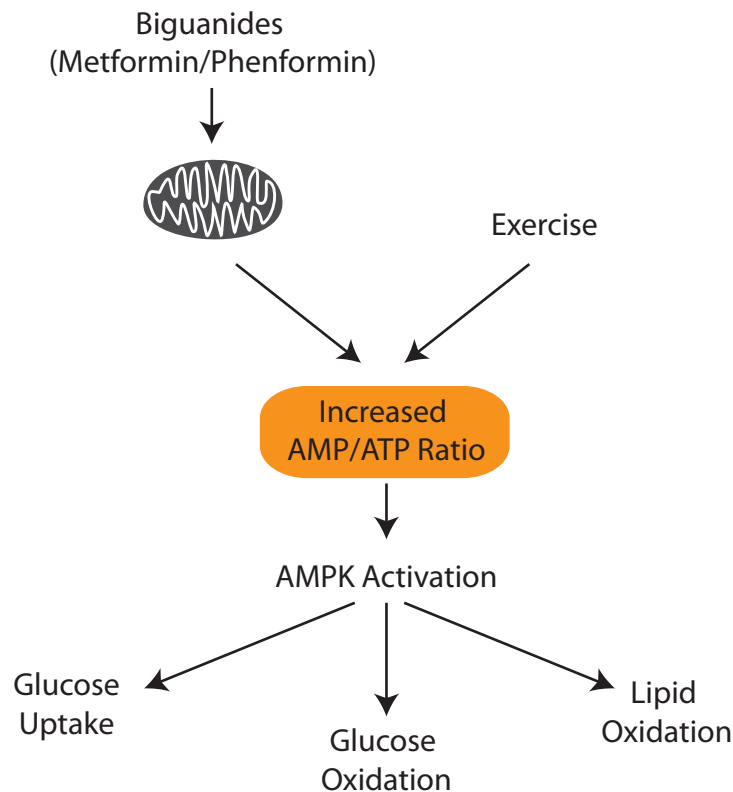 Biguanides
(Metformin/Phenformin)
Exercise
Increased
AMP/ATP Ratio
AMPK Activation
Glucose
Uptake
Glucose
Oxidation
Lipid
Oxidation